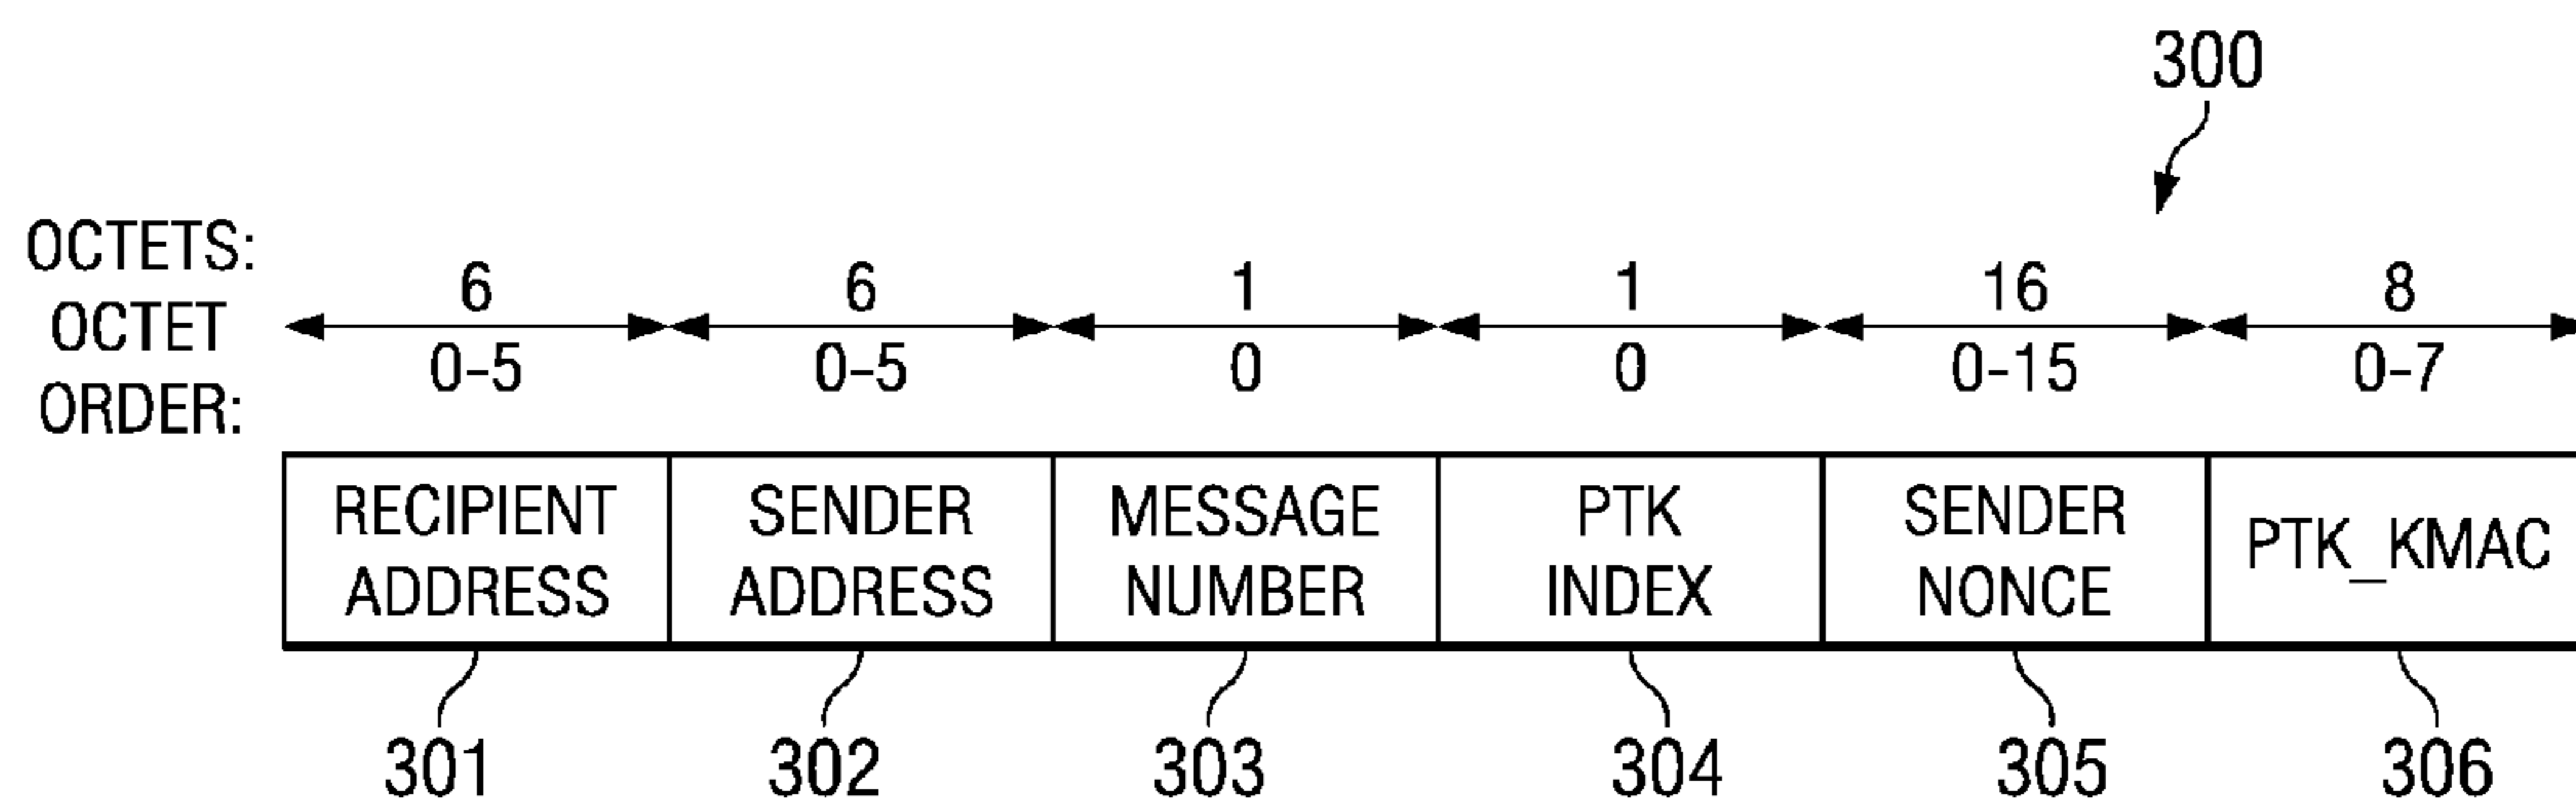 300
OCTETS:
6 6 1 1 16 8
OCTET
0-5 0-5 0 0 0-15 0-7
ORDER:
RECIPIENT SENDER MESSAGE PTK SENDER PTK_KMAC
ADDRESS ADDRESS NUMBER INDEX NONCE
301 302 303 304 305 306